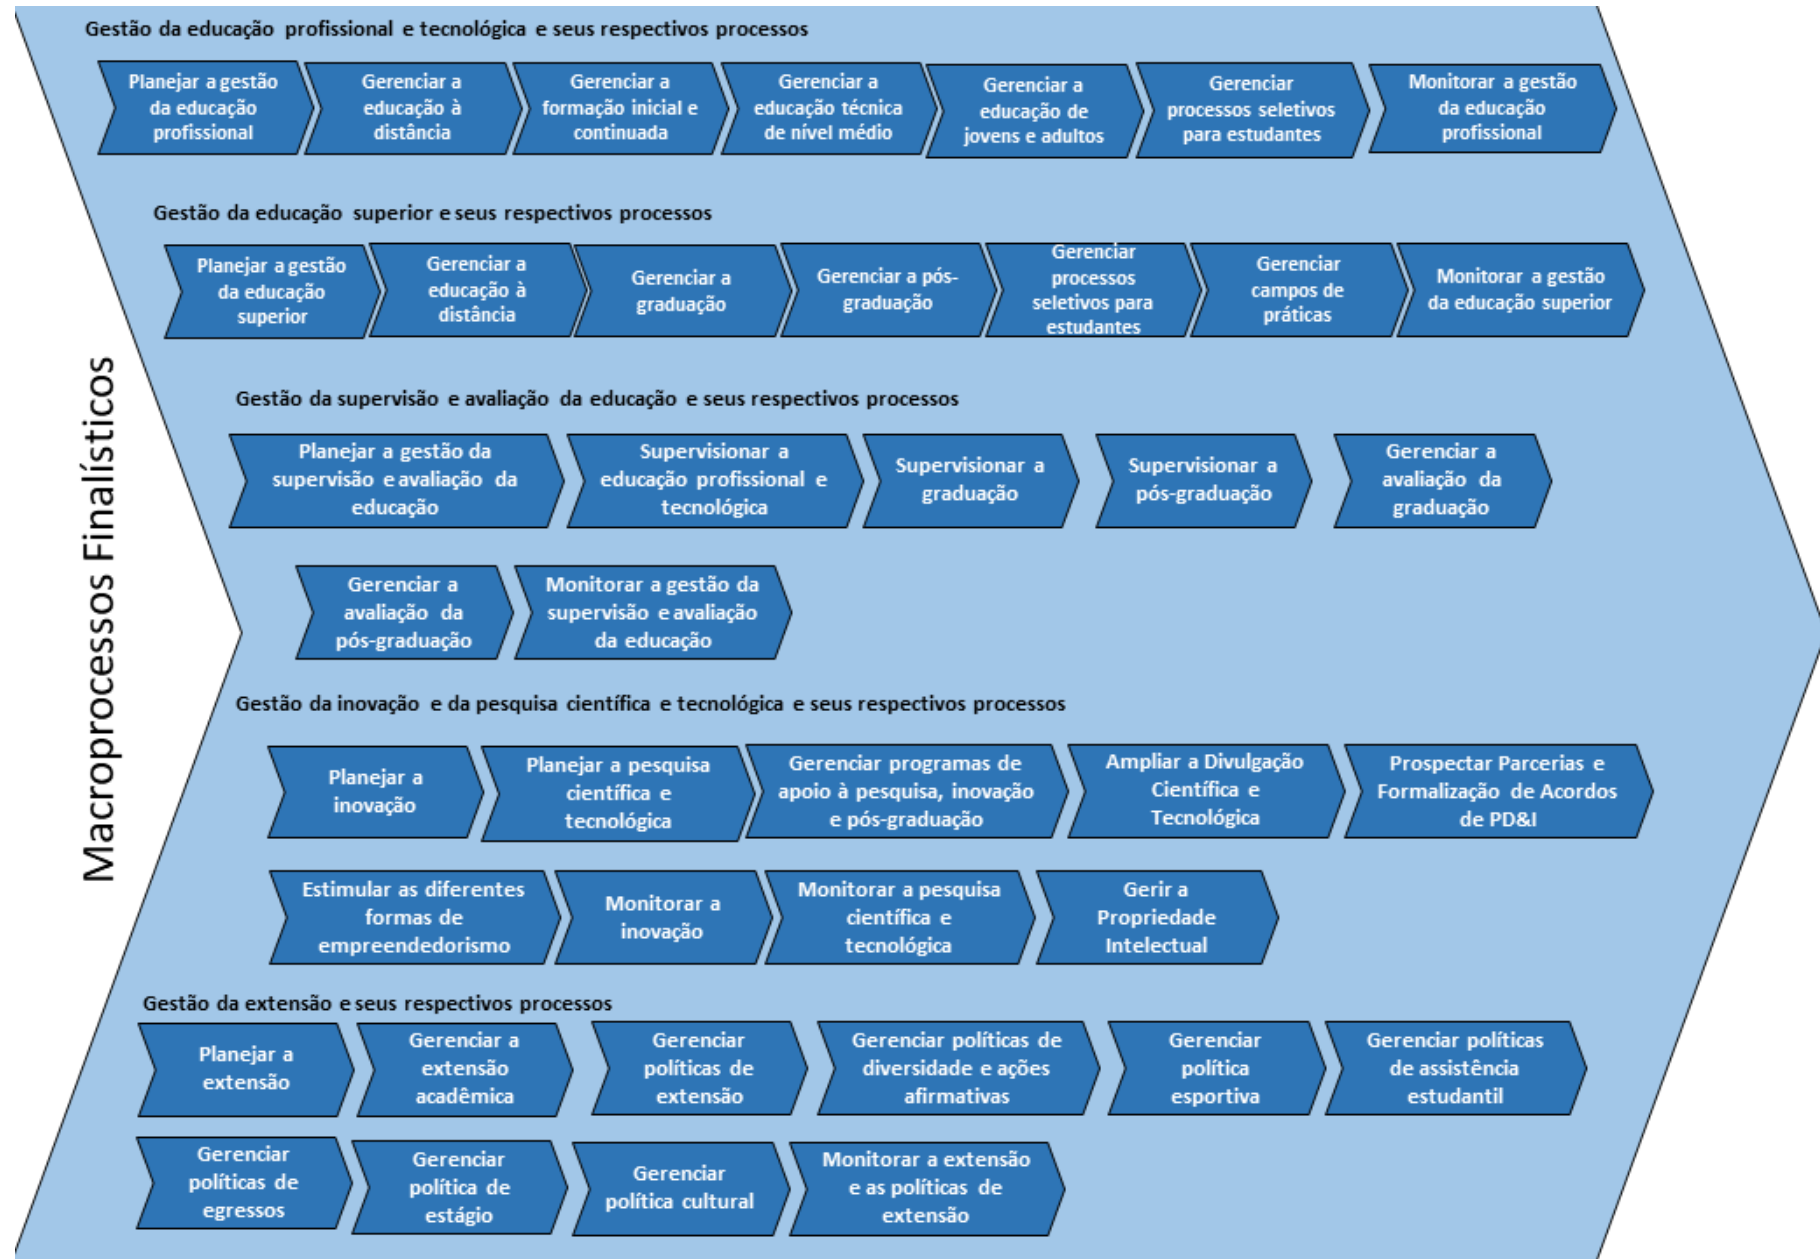 Macroprocessos Finalísticos
Gestão da educação profissional e tecnológica e seus respectivos processos
Planejar a gestão
da educação
profissional
Gerenciar a
educação à
distância
Gerenciar a
formação inicial e
continuada
Gerenciar a
educação técnica
de nível médio
Gerenciar a
educação de
jovens e adultos
Gerenciar
processos seletivos
para estudantes
Monitorar a gestão
da educação
profissional
Gestão da educação superior e seus respectivos processos
Planejar a gestão
da educação
superior
Gerenciar a
educação à
distância
Gerenciar a
graduação
Gerenciar a pós-
graduação
Gerenciar
processos
seletivos para
estudantes
Gerenciar
campos de
práticas
Monitorar a gestão
da educação superior
Gestão da supervisão e avaliação da educação e seus respectivos processos
Planejar a gestão da
supervisão e avaliação da
educação
Supervisionar a
educação profissional e
tecnológica
Supervisionar a
graduação
Supervisionar a
pós-graduação
Gerenciar a
avaliação da
graduação
Gerenciar a
avaliação da
pós-graduação
Monitorar a gestão da
supervisão e avaliação
da educação
Gestão da inovação e da pesquisa científica e tecnológica e seus respectivos processos
Planejar a
inovação
Planejar a pesquisa
científica e
tecnológica
Gerenciar programas de
apoio à pesquisa, inovação
e pós-graduação
Ampliar a Divulgação
Científica e
Tecnológica
Prospectar Parcerias e
Formalização de Acordos
de PD&I
Estimular as diferentes
formas de
empreendedorismo
Monitorar a
inovação
Monitorar a pesquisa
científica e
tecnológica
Gerir a
Propriedade
Intelectual
Gestão da extensão e seus respectivos processos
Planejar a
extensão
Gerenciar a
extensão
acadêmica
Gerenciar
políticas de
extensão
Gerenciar políticas de
diversidade e ações
afirmativas
Gerenciar
política
esportiva
Gerenciar políticas
de assistência
estudantil
Gerenciar
políticas de
egressos
Gerenciar
política de
estágio
Gerenciar
política cultural
Monitorar a extensão
e as políticas de
extensão